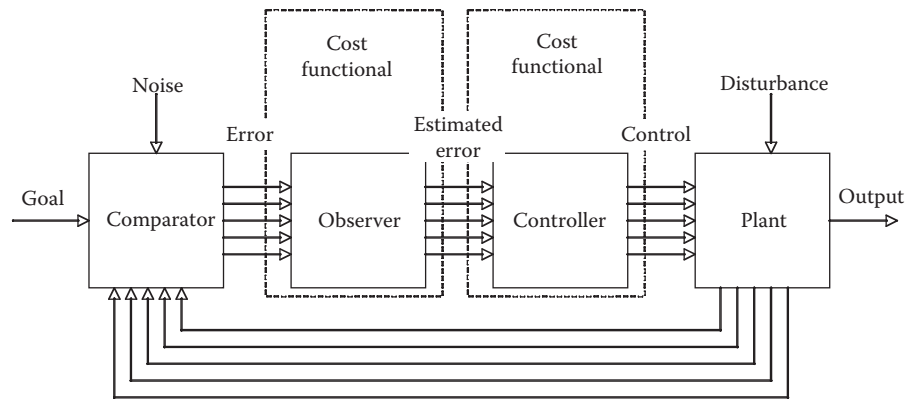 Cost
functional
Cost
functional
Noise
Disturbance
Error
Estimated
error
Control
Goal
Comparator
Observer
Controller
Plant
Output